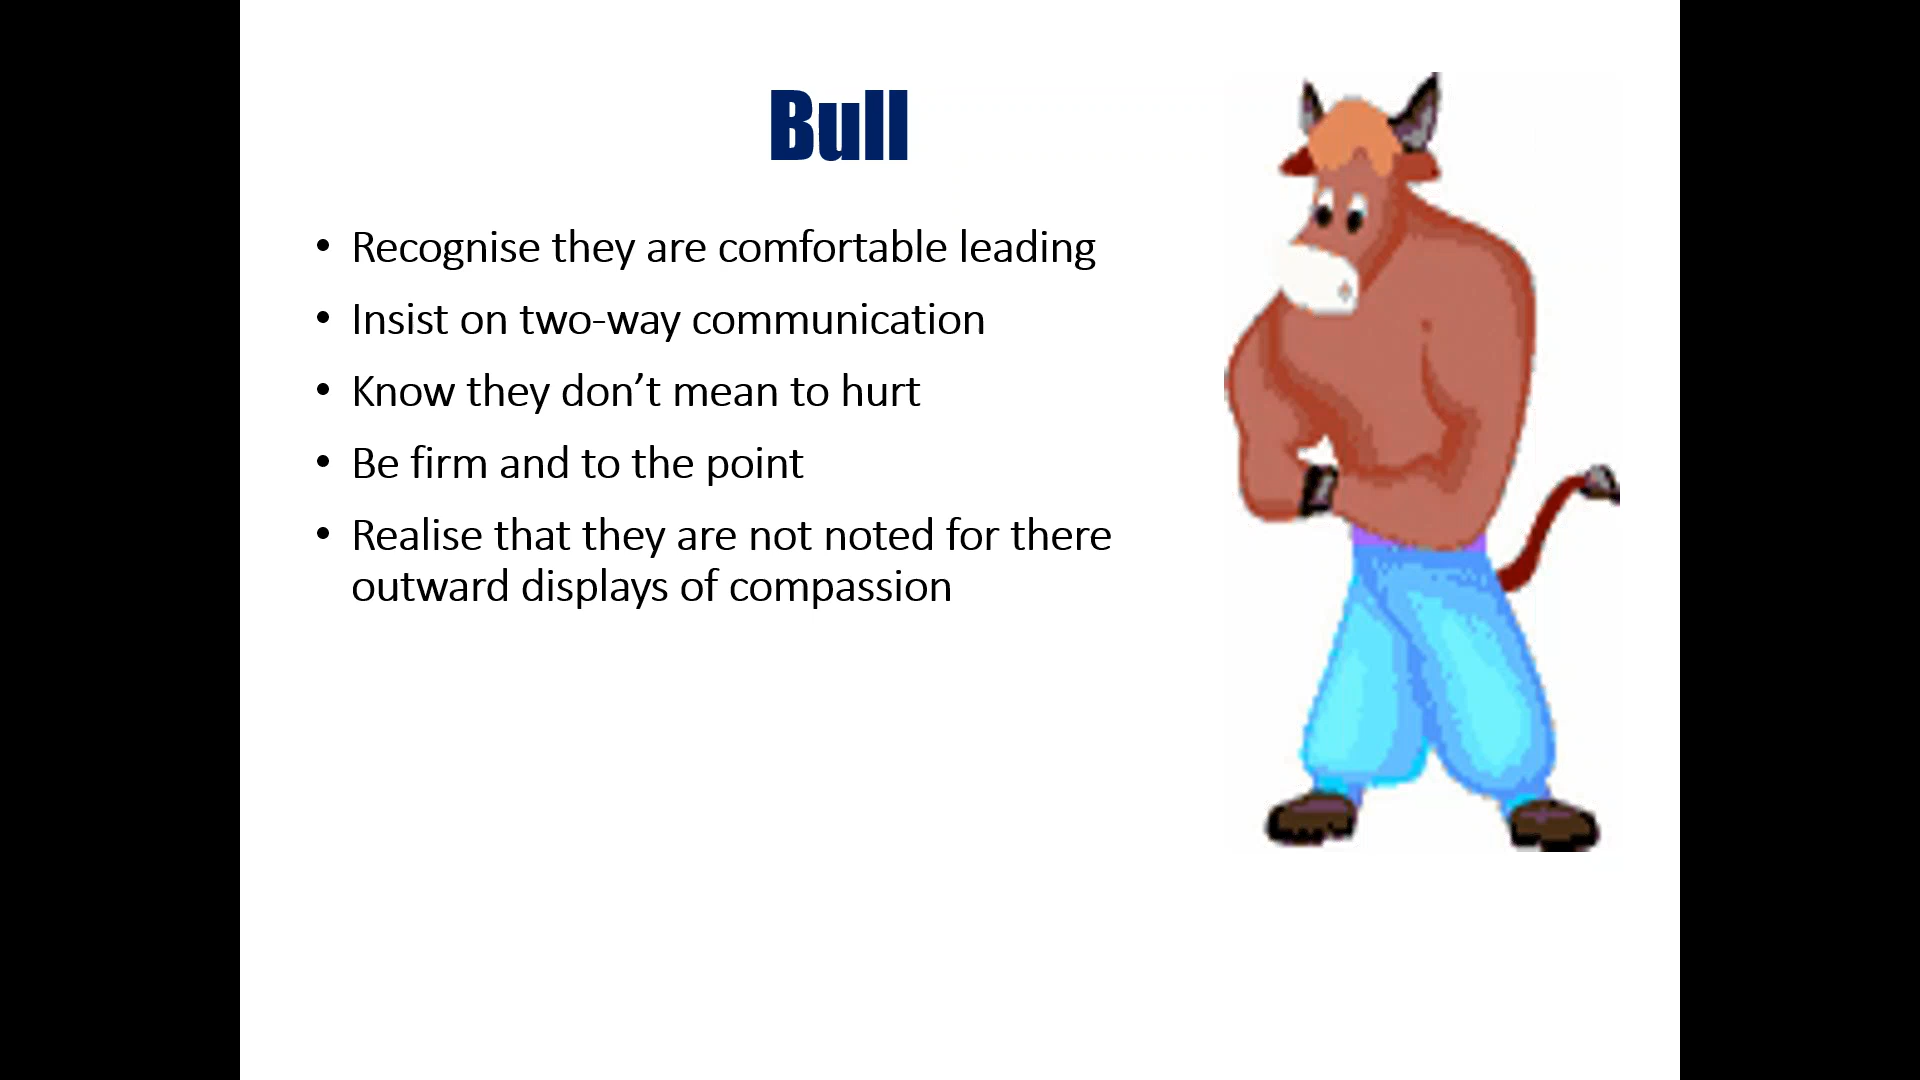 Bull
• Recognise they are comfortable leading
• Insist on two-way communication
• Know they don’t mean to hurt
• Be firm and to the point
• Realise that they are not noted for there
outward displays of compassion